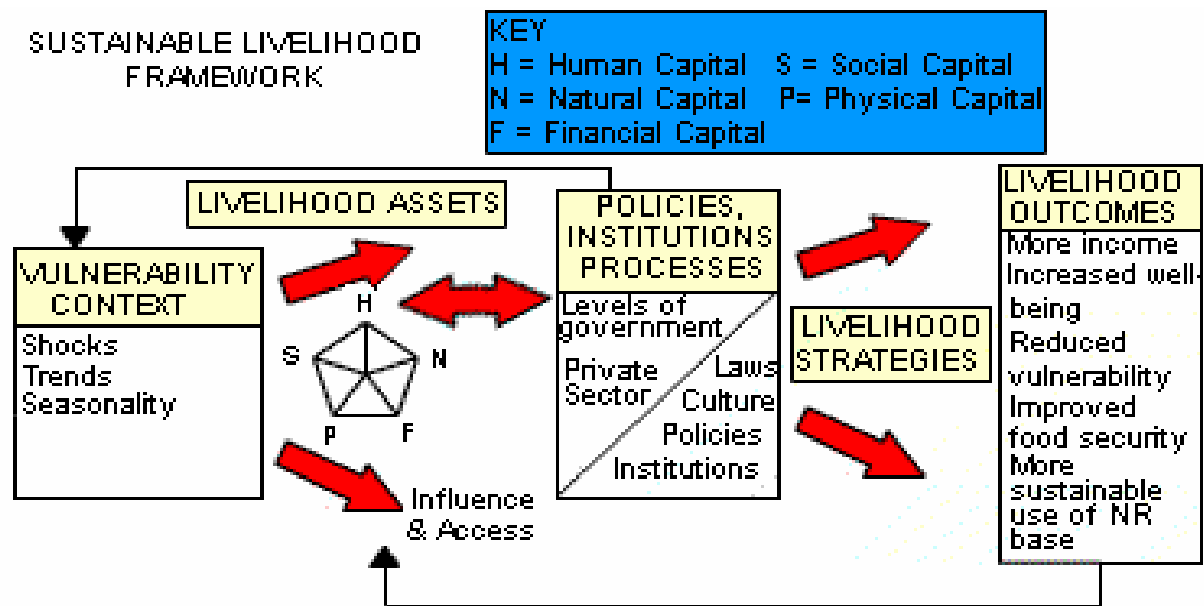 SUSTAINABLE LIVELIHOOD
FRAMEWORK
KEY
H = Human Capital S = Social Capital
N = Natural Capital P= Physical Capital
F = Financial Capital
LIVELIHOOD ASSETS
VULNERABILITY
CONTEXT
Shocks
Trends
Seasonality
H
S
N
P
F
Influence
& Access
POLICIES,
INSTITUTIONS
PROCESSES
Levels of
government
Private
Sector
Laws
Culture
Policies
Institutions
LIVELIHOOD
STRATEGIES
LIVELIHOOD
OUTCOMES
More income
Increased well-
being
Reduced
vulnerability
Improved
food security
More
sustainable
use of NR
base